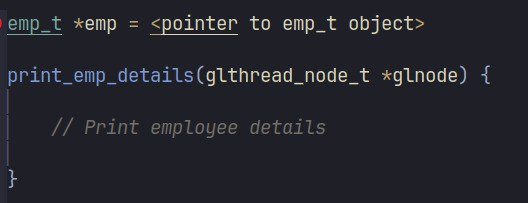 emp_t *emp = <pointer to emp_t object>
print_emp_details(glthread_node_t *glnode) {
// Print employee details
}